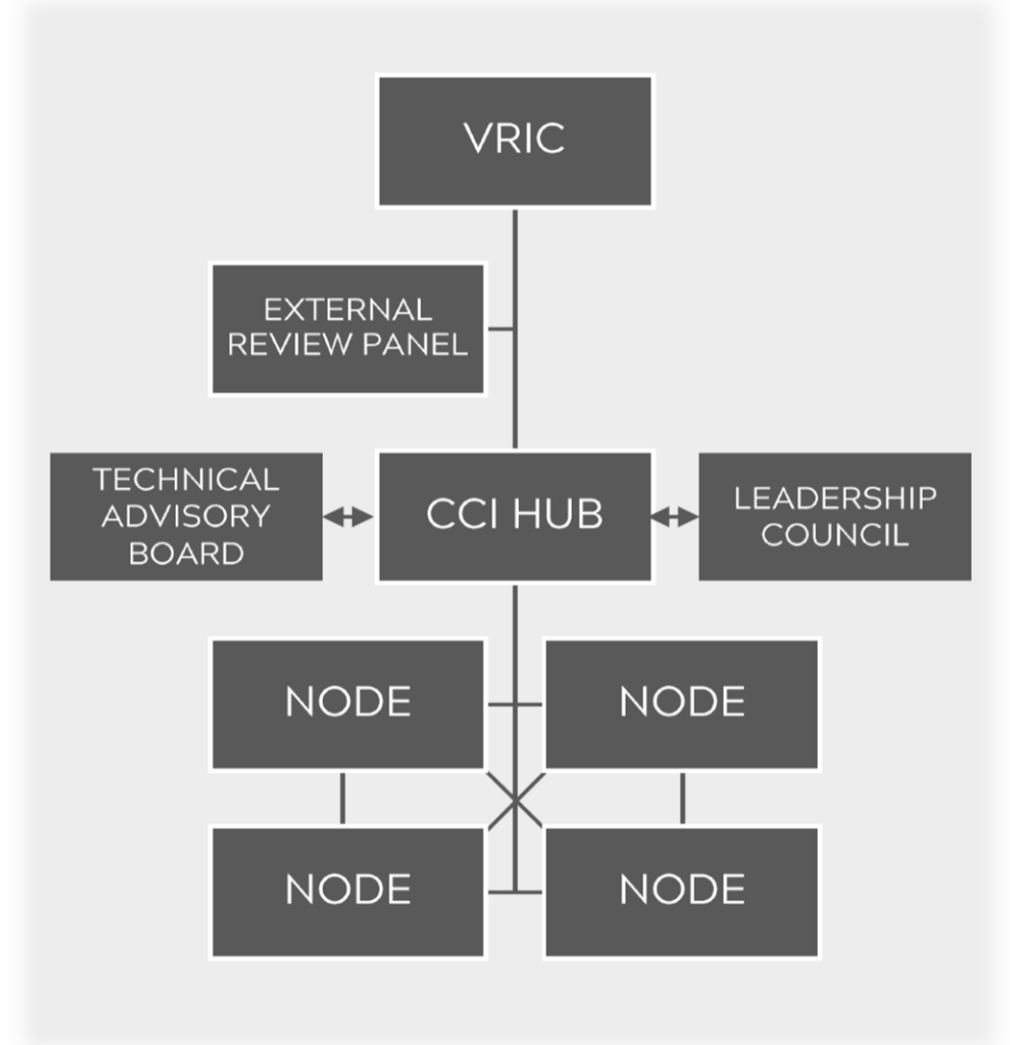 VRIC
EXTERNAL
REVIEW PANEL
TECHNICAL
ADVISORY
BOARD
CCI HUB
LEADERSHIP
COUNCIL
NODE
NODE
NODE
NODE